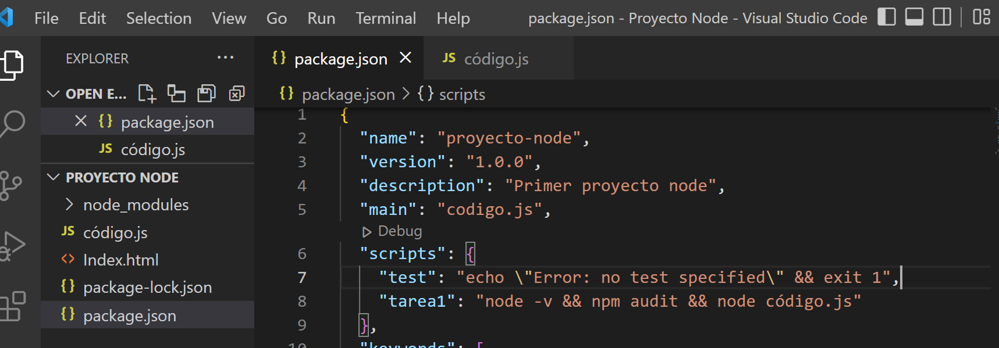 File Edit Selection View Go Run Terminal Help package.json - Proyecto Node - Visual Studio Code
EXPLORER ...
OPEN E...
package.json
JS código.js
PROYECTO NODE
node_modules
JS código.js
<> Index.html
{} package-lock.json
{} package.json
{} package.json JS código.js
{} package.json > {} scripts
1 {
2 "name": "proyecto-node",
3 "version": "1.0.0",
4 "description": "Primer proyecto node",
5 "main": "codigo.js",
Debug
6 "scripts": {
7 "test": "echo \"Error: no test specified\" && exit 1",
8 "tarea1": "node -v && npm audit && node código.js"
9 },
10 "keywords": [